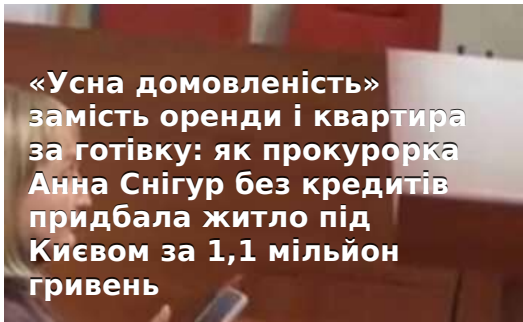 «Усна домовленість»
замість оренди і квартира
за готівку: як прокурорка
Анна Снігур без кредитів
придбала житло під
Києвом за 1,1 мільйон
гривень